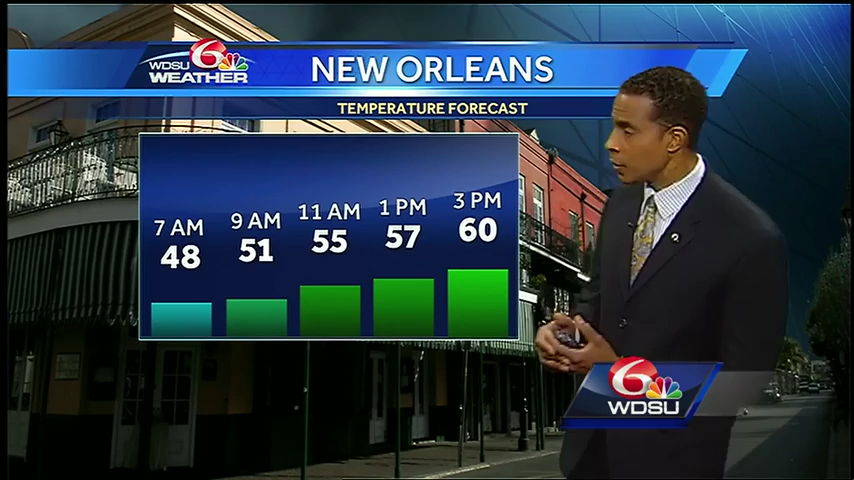 WDSU 6
WEATHER
NEW ORLEANS
TEMPERATURE FORECAST
7 AM 9 AM 11 AM 1 PM 3 PM
48 51 55 57 60
6
WDSU